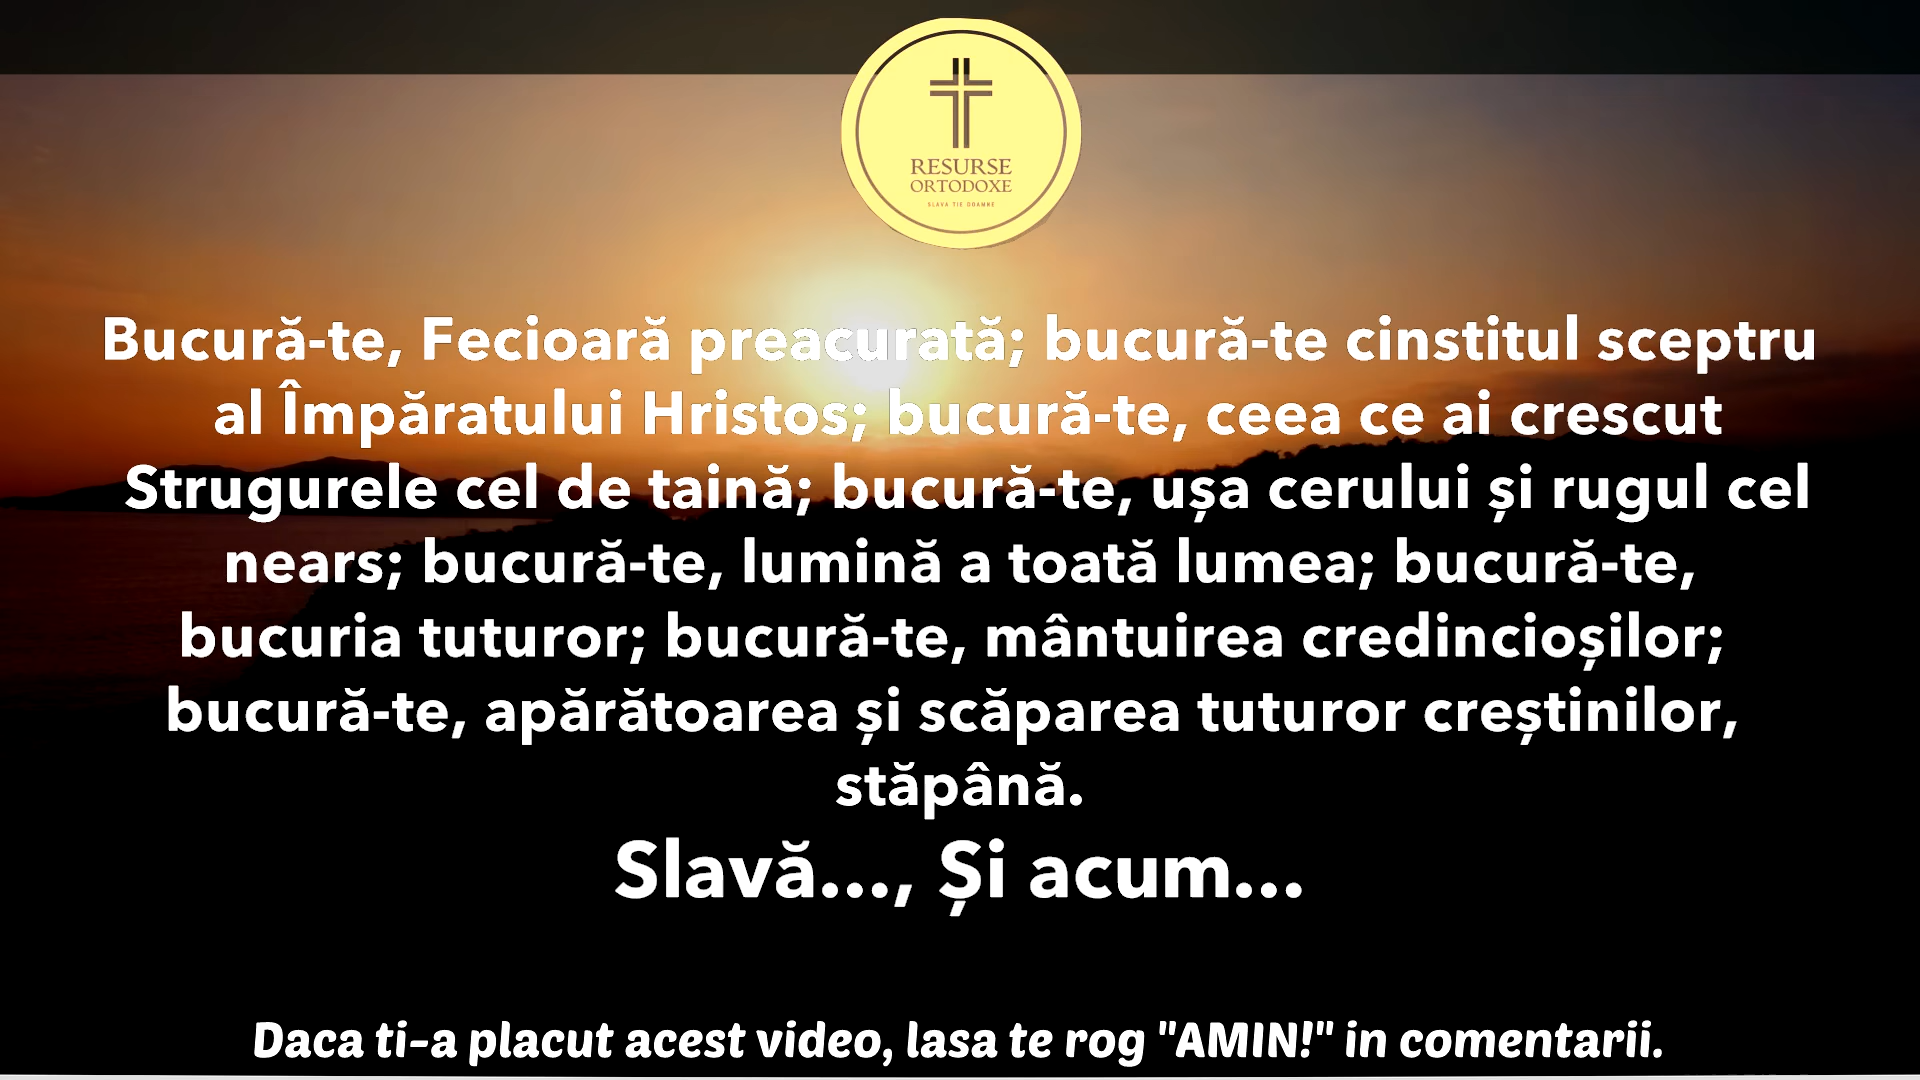 RESURSE
ORTODOXE
SLAVA TIE DOAMNE
Bucură-te, Fecioară preacurată; bucură-te cinstitul sceptru
al Împăratului Hristos; bucură-te, ceea ce ai crescut
Strugurele cel de taină; bucură-te, ușa cerului și rugul cel
nears; bucură-te, lumină a toată lumea; bucură-te,
bucuria tuturor; bucură-te, mântuirea credincioșilor;
bucură-te, apărătoarea și scăparea tuturor creștinilor,
stăpână.
Slavă..., Și acum...
Daca ti-a placut acest video, lasa te rog "AMIN!" in comentarii.